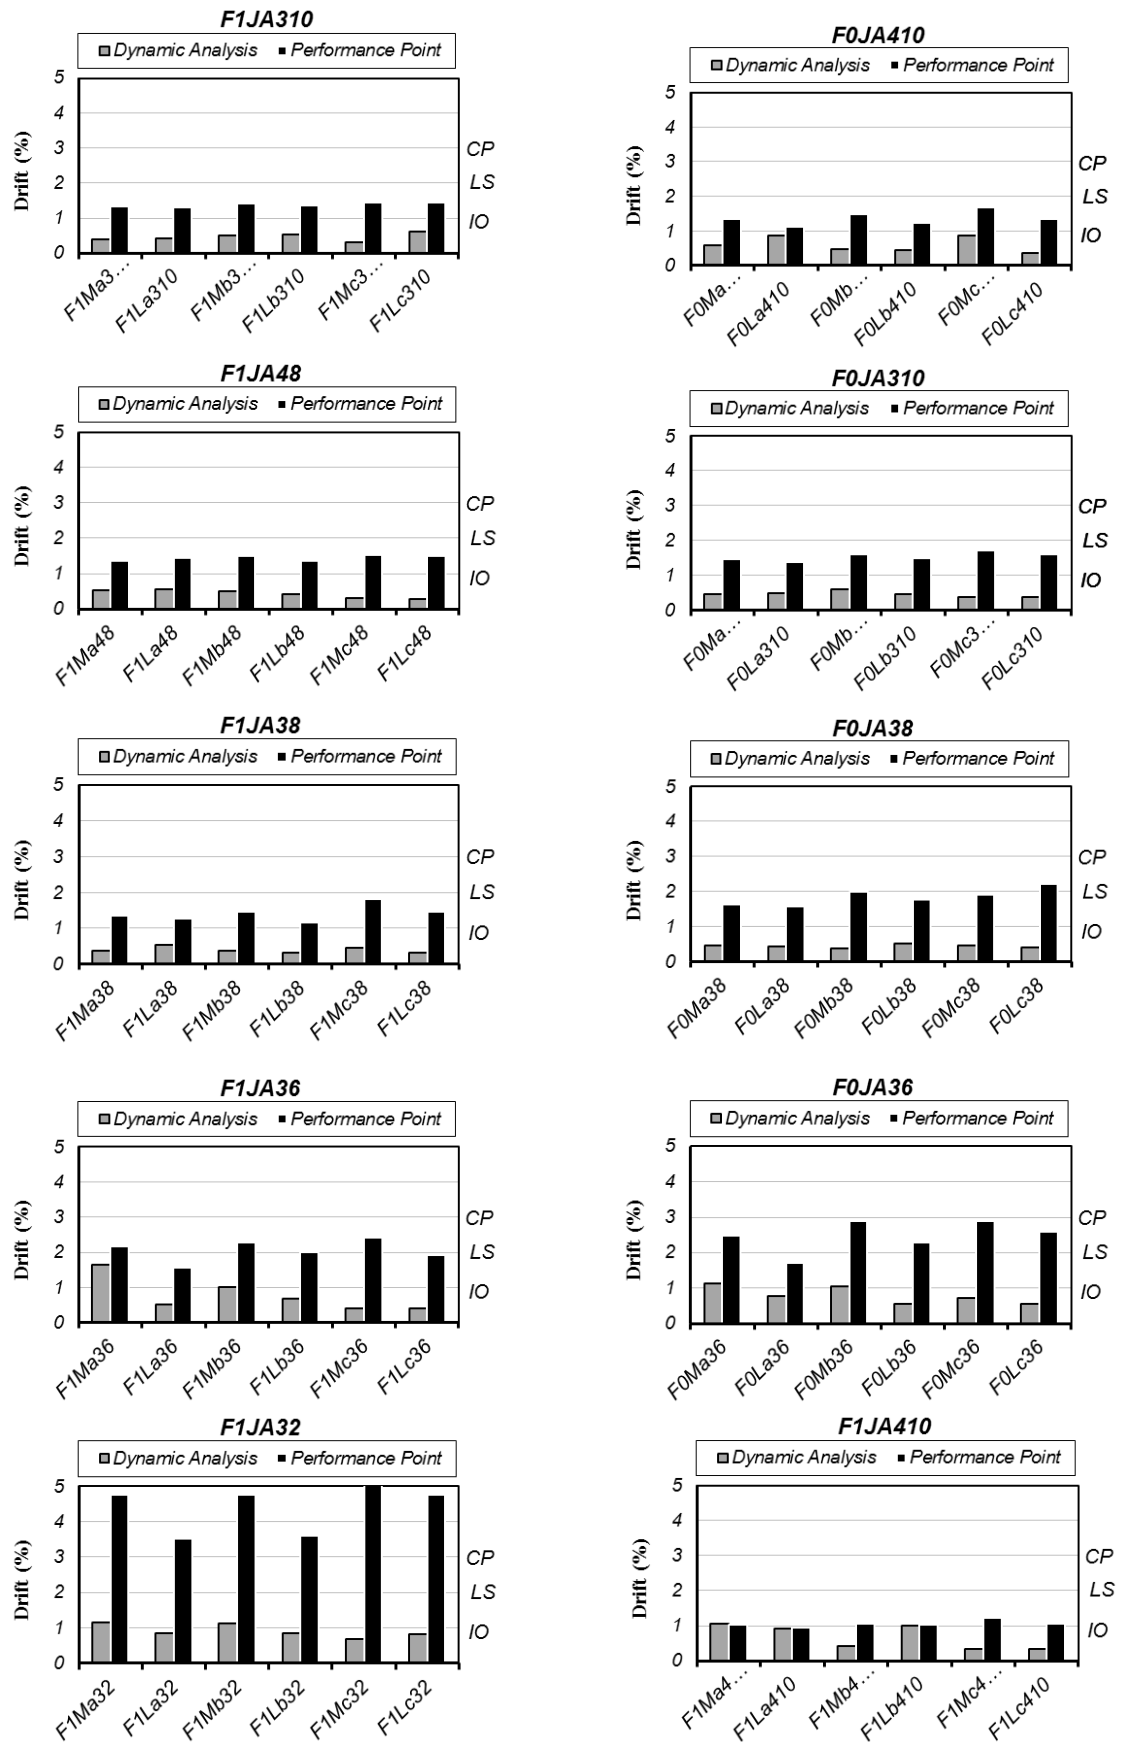 F1JA310
Dynamic Analysis Performance Point
5
4
3
2
1
0
Drift (%)
CP
LS
IO
F1Ma3...
F1La310
F1Mb3...
F1Lb310
F1Mc3...
F1Lc310
F0JA410
Dynamic Analysis Performance Point
5
4
3
2
1
0
Drift (%)
CP
LS
IO
F0Ma...
F0La410
F0Mb...
F0Lb410
F0Mc...
F0Lc410
F1JA48
Dynamic Analysis Performance Point
5
4
3
2
1
0
Drift (%)
CP
LS
IO
F1Ma48
F1La48
F1Mb48
F1Lb48
F1Mc48
F1Lc48
F0JA310
Dynamic Analysis Performance Point
5
4
3
2
1
0
Drift (%)
CP
LS
IO
F0Ma...
F0La310
F0Mb...
F0Lb310
F0Mc3...
F0Lc310
F1JA38
Dynamic Analysis Performance Point
5
4
3
2
1
0
Drift (%)
CP
LS
IO
F1Ma38
F1La38
F1Mb38
F1Lb38
F1Mc38
F1Lc38
F0JA38
Dynamic Analysis Performance Point
5
4
3
2
1
0
Drift (%)
CP
LS
IO
F0Ma38
F0La38
F0Mb38
F0Lb38
F0Mc38
F0Lc38
F1JA36
Dynamic Analysis Performance Point
5
4
3
2
1
0
Drift (%)
CP
LS
IO
F1Ma36
F1La36
F1Mb36
F1Lb36
F1Mc36
F1Lc36
F0JA36
Dynamic Analysis Performance Point
5
4
3
2
1
0
Drift (%)
CP
LS
IO
F0Ma36
F0La36
F0Mb36
F0Lb36
F0Mc36
F0Lc36
F1JA32
Dynamic Analysis Performance Point
5
4
3
2
1
0
Drift (%)
CP
LS
IO
F1Ma32
F1La32
F1Mb32
F1Lb32
F1Mc32
F1Lc32
F1JA410
Dynamic Analysis Performance Point
5
4
3
2
1
0
Drift (%)
CP
LS
IO
F1Ma4...
F1La410
F1Mb4...
F1Lb410
F1Mc4...
F1Lc410